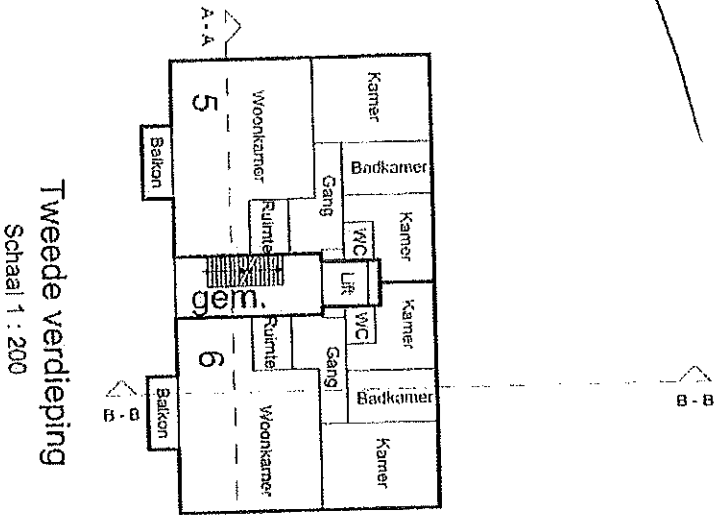 A - A
Kamer
Woonkamer
5
Balkon
Badkamer
Gang
Ruimte
WC
Kamer
Lift
gem.
Kamer
WC
Ruimte
Gang
6
Badkamer
B - B
B - B
Balkon
Woonkamer
Kamer
Tweede verdieping
Schaal 1 : 200